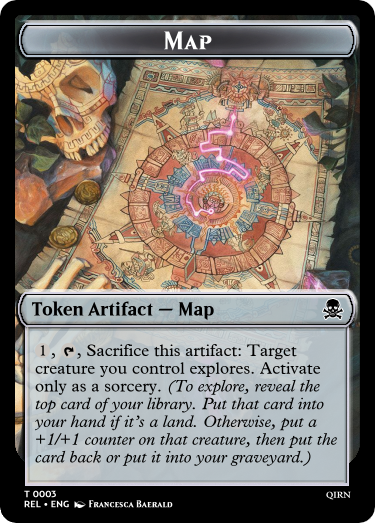 Map
Token Artifact — Map
1, T, Sacrifice this artifact: Target
creature you control explores. Activate
only as a sorcery. (To explore, reveal the
top card of your library. Put that card into
your hand if it's a land. Otherwise, put a
+1/+1 counter on that creature, then put the
card back or put it into your graveyard.)
T 0003
REL • ENG Francesca Baerald
QIRN